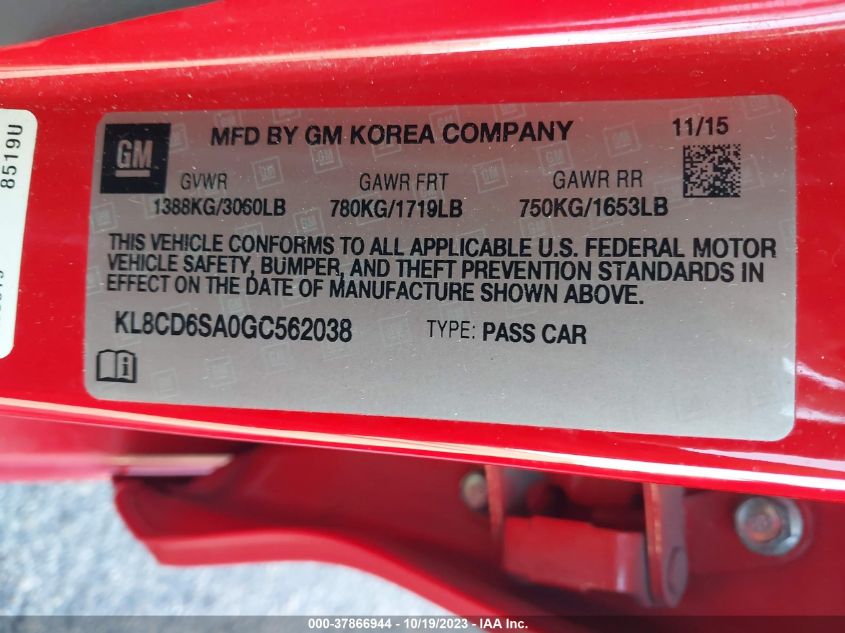 8519U
GM
MFD BY GM KOREA COMPANY
11/15
GVWR GAWR FRT GAWR RR
1388KG/3060LB 780KG/1719LB 750KG/1653LB
THIS VEHICLE CONFORMS TO ALL APPLICABLE U.S. FEDERAL MOTOR
VEHICLE SAFETY, BUMPER, AND THEFT PREVENTION STANDARDS IN
EFFECT ON THE DATE OF MANUFACTURE SHOWN ABOVE.
KL8CD6SA0GC562038 TYPE: PASS CAR
000-37866944 - 10/19/2023 - IAA Inc.